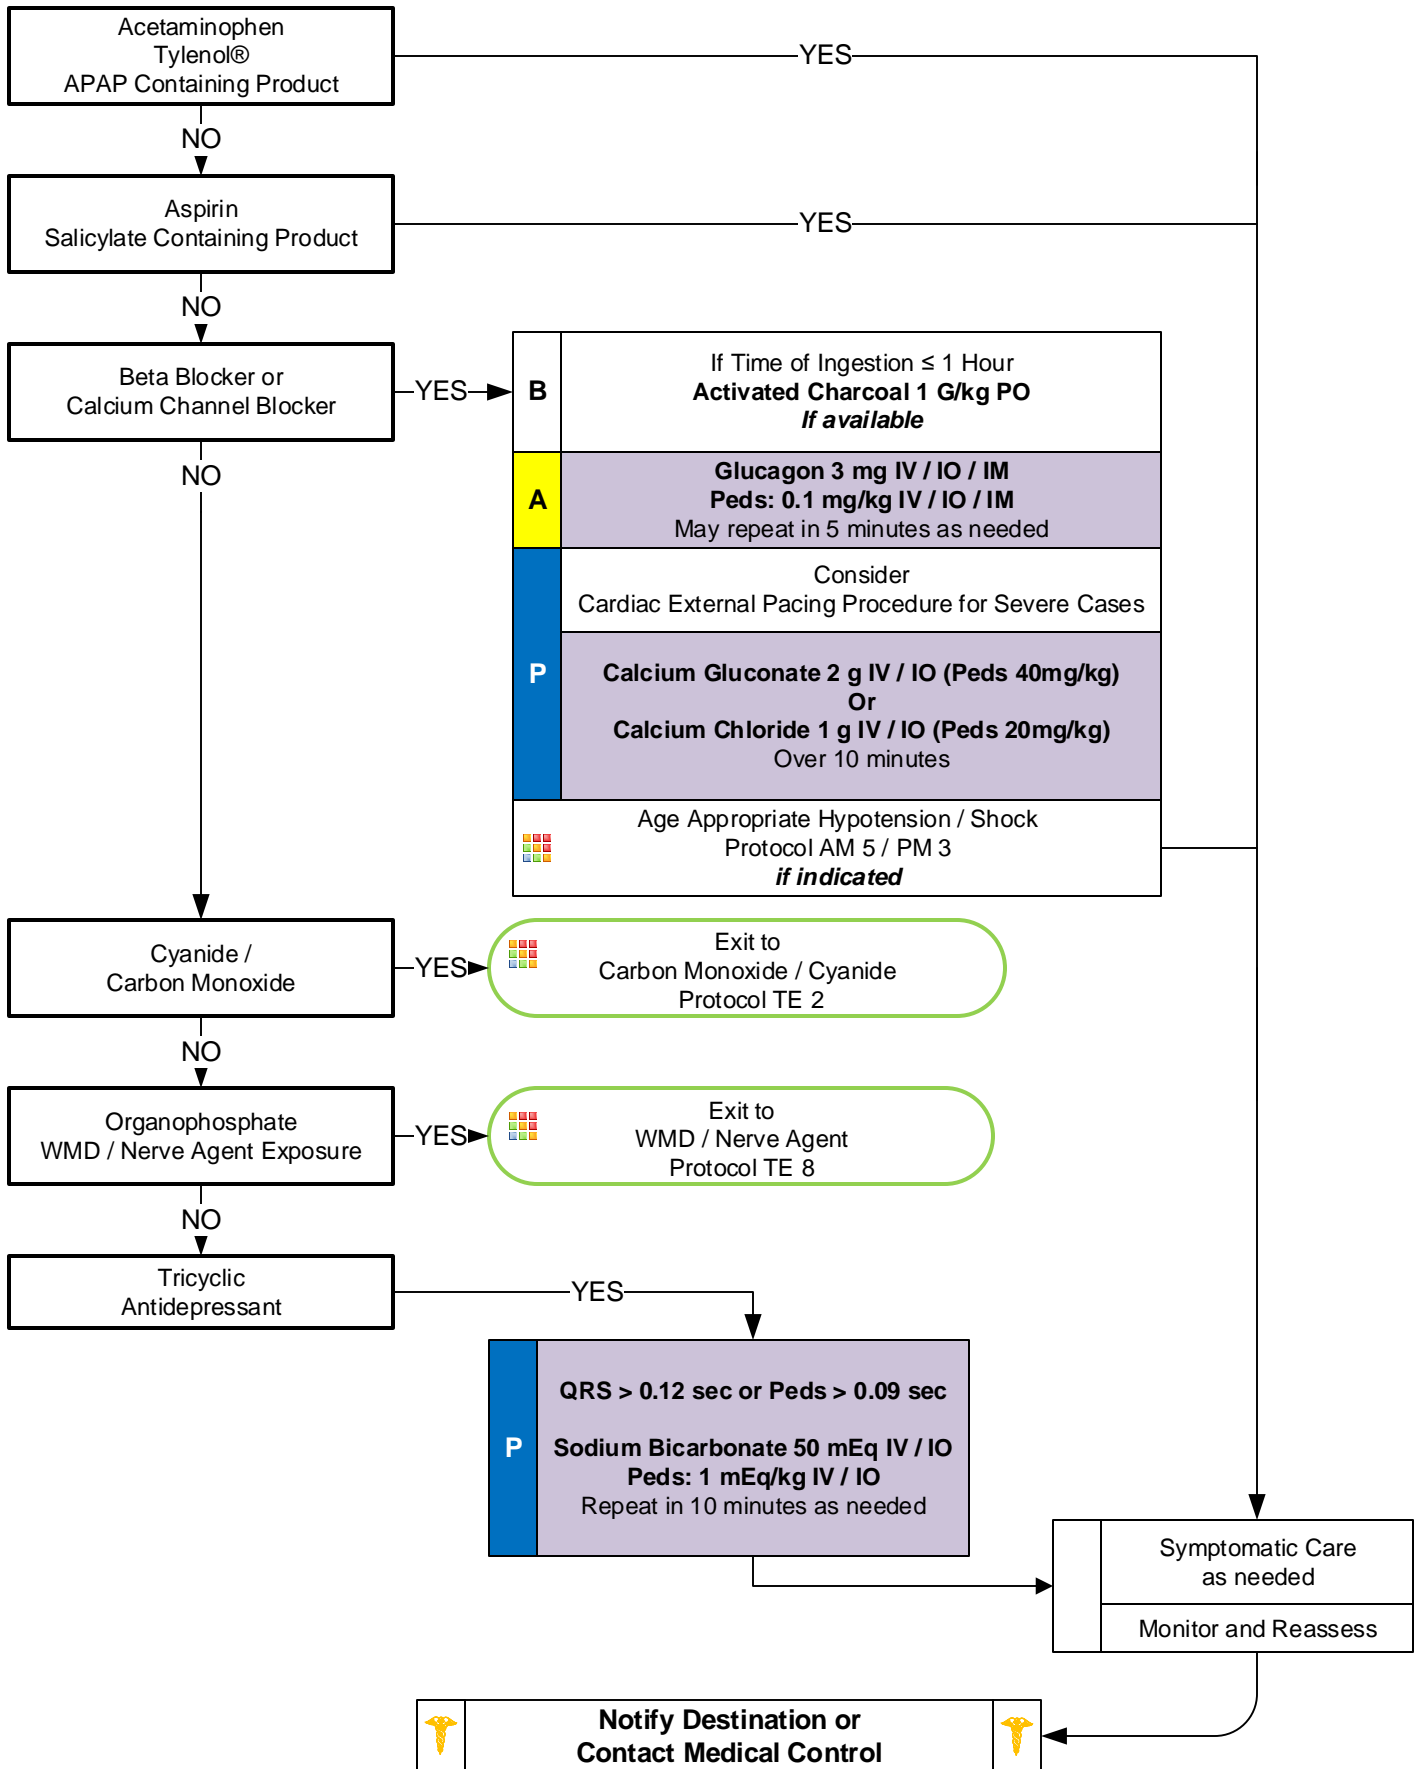 Acetaminophen
Tylenol®
APAP Containing Product
YES
NO
Aspirin
Salicylate Containing Product
YES
NO
Beta Blocker or
Calcium Channel Blocker
YES
B
If Time of Ingestion ≤ 1 Hour
Activated Charcoal 1 G/kg PO
If available
A
Glucagon 3 mg IV / IO / IM
Peds: 0.1 mg/kg IV / IO / IM
May repeat in 5 minutes as needed
P
Consider
Cardiac External Pacing Procedure for Severe Cases
Calcium Gluconate 2 g IV / IO (Peds 40mg/kg)
Or
Calcium Chloride 1 g IV / IO (Peds 20mg/kg)
Over 10 minutes
Age Appropriate Hypotension / Shock
Protocol AM 5 / PM 3
if indicated
NO
Cyanide /
Carbon Monoxide
YES
Exit to
Carbon Monoxide / Cyanide
Protocol TE 2
NO
Organophosphate
WMD / Nerve Agent Exposure
YES
Exit to
WMD / Nerve Agent
Protocol TE 8
NO
Tricyclic
Antidepressant
YES
P
QRS > 0.12 sec or Peds > 0.09 sec
Sodium Bicarbonate 50 mEq IV / IO
Peds: 1 mEq/kg IV / IO
Repeat in 10 minutes as needed
Symptomatic Care
as needed
Monitor and Reassess
Notify Destination or
Contact Medical Control